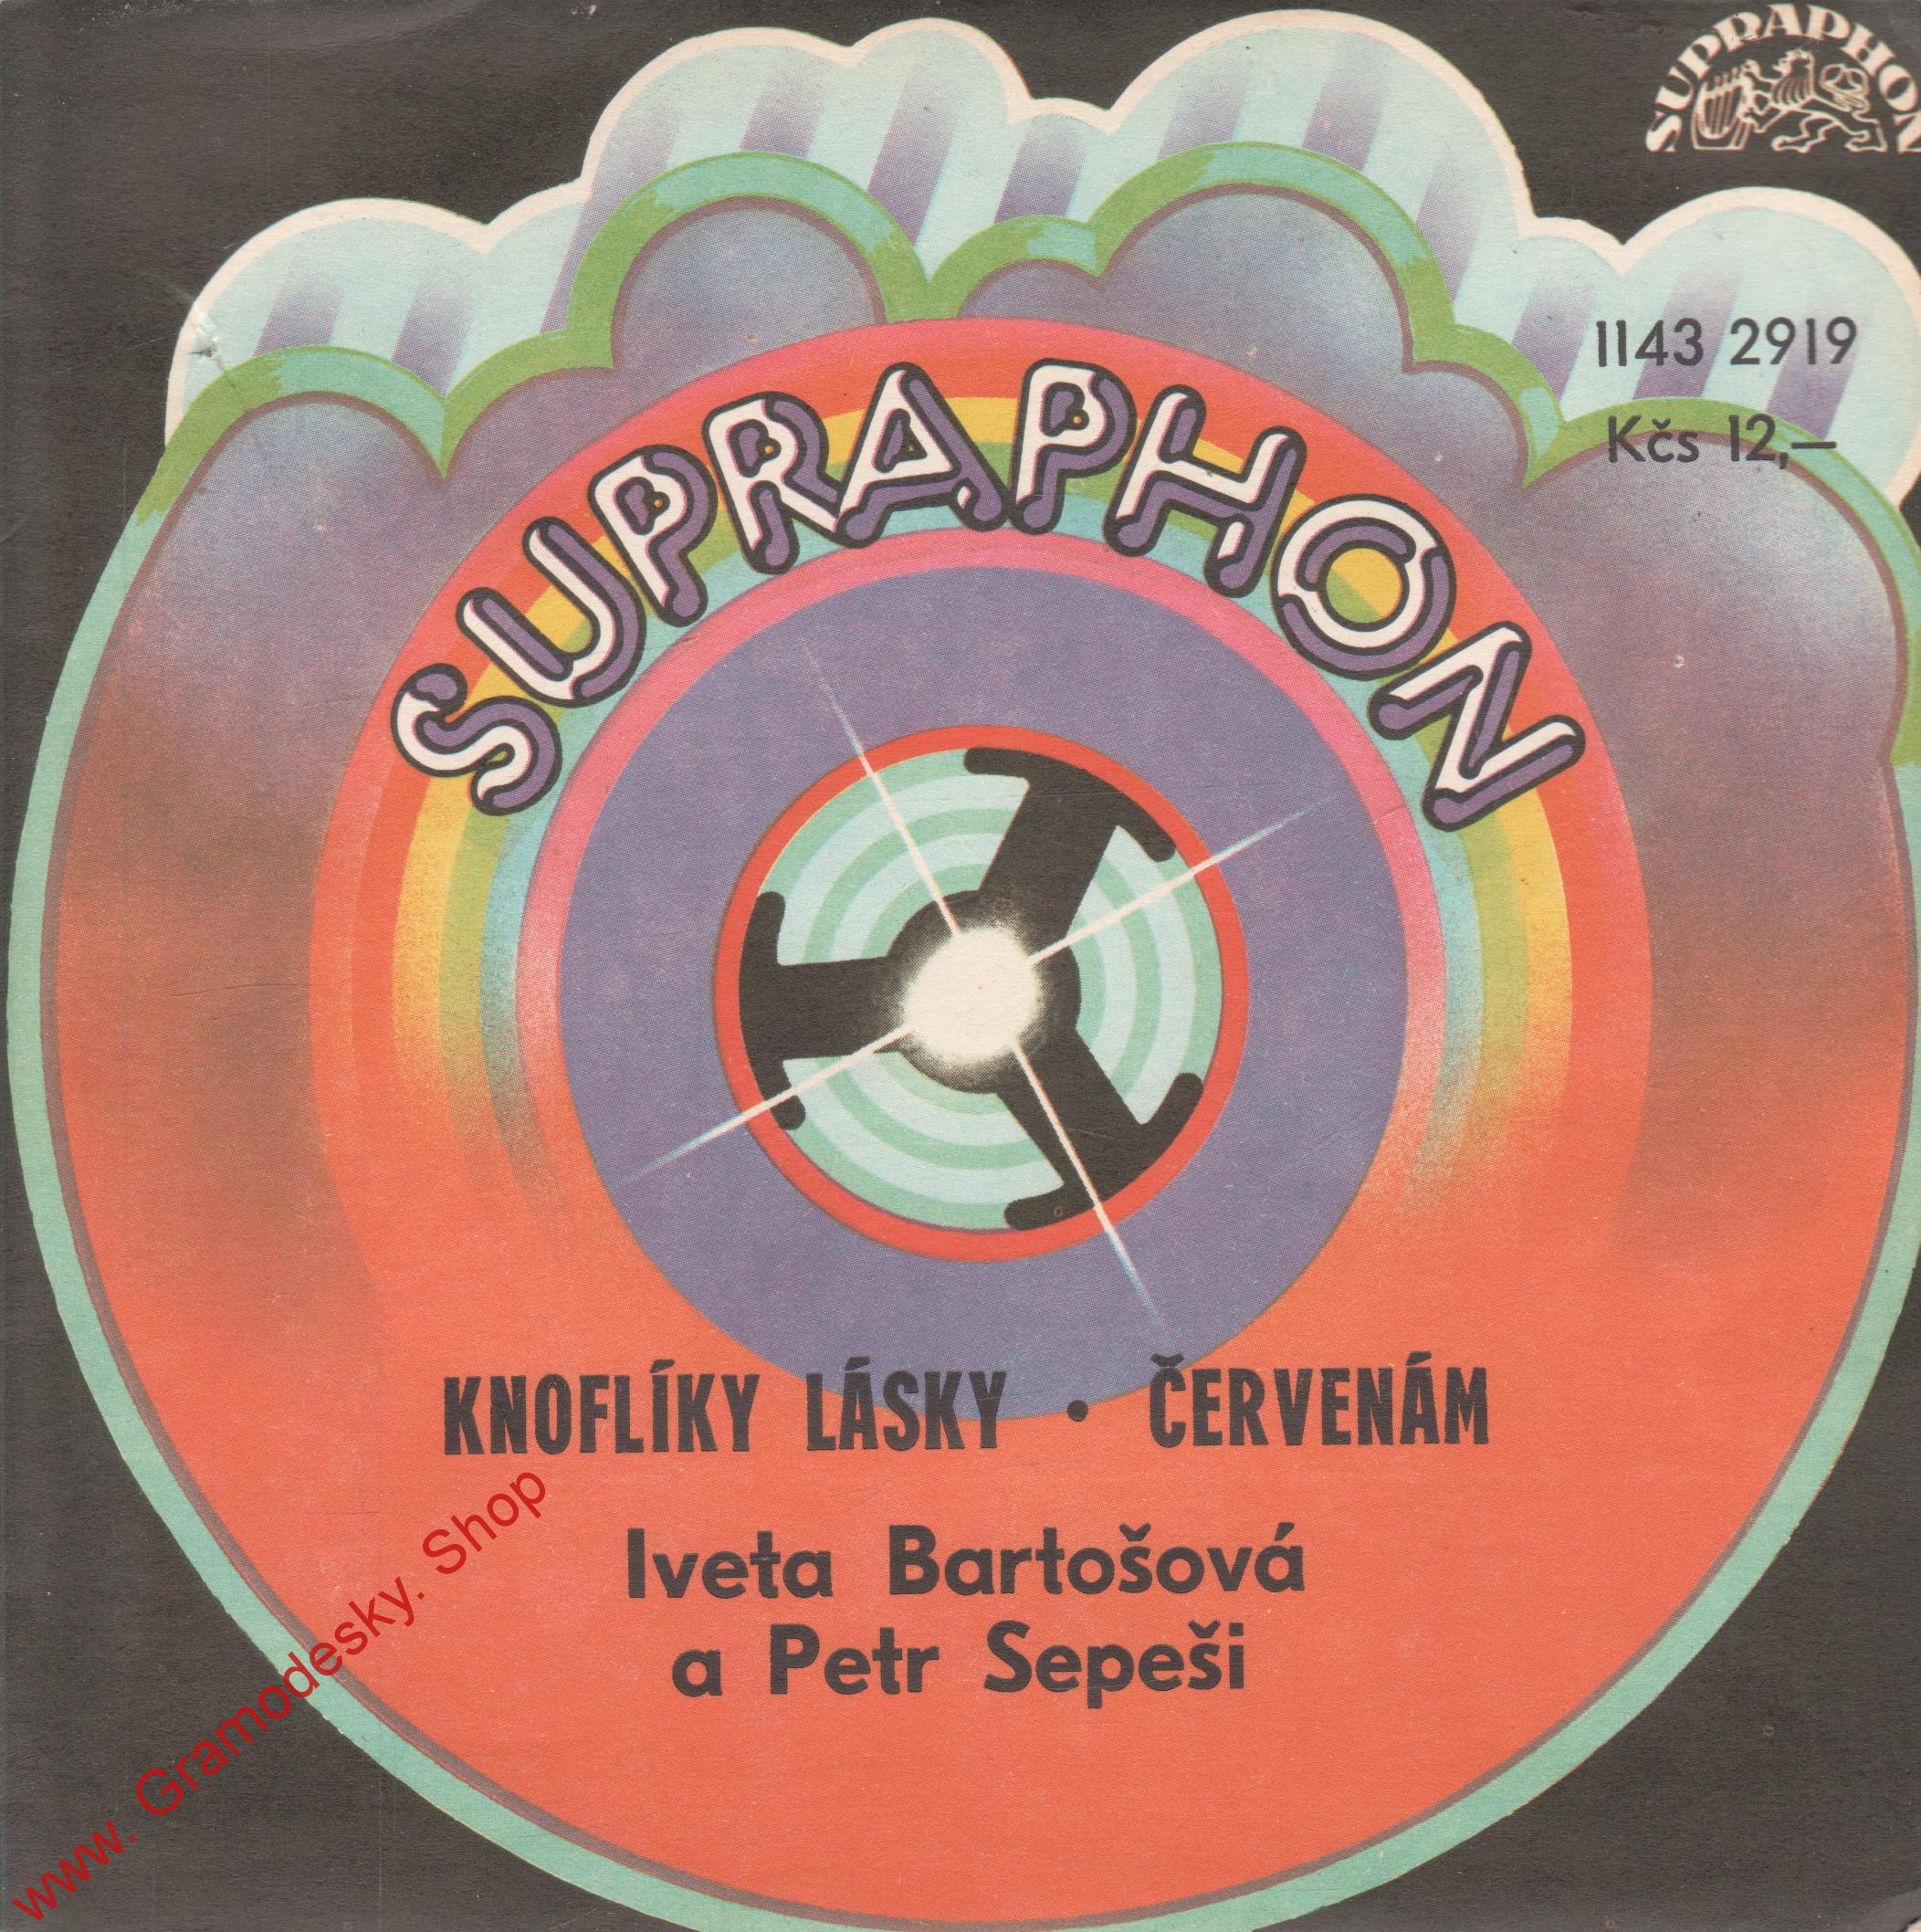 SUPRAPHON
1143 2919
Kčs 12,—
SUPRAPHON
KNOFLÍKY LÁSKY • ČERVENÁM
Iveta Bartošová
a Petr Sepeši
www. Gramodesky. Shop